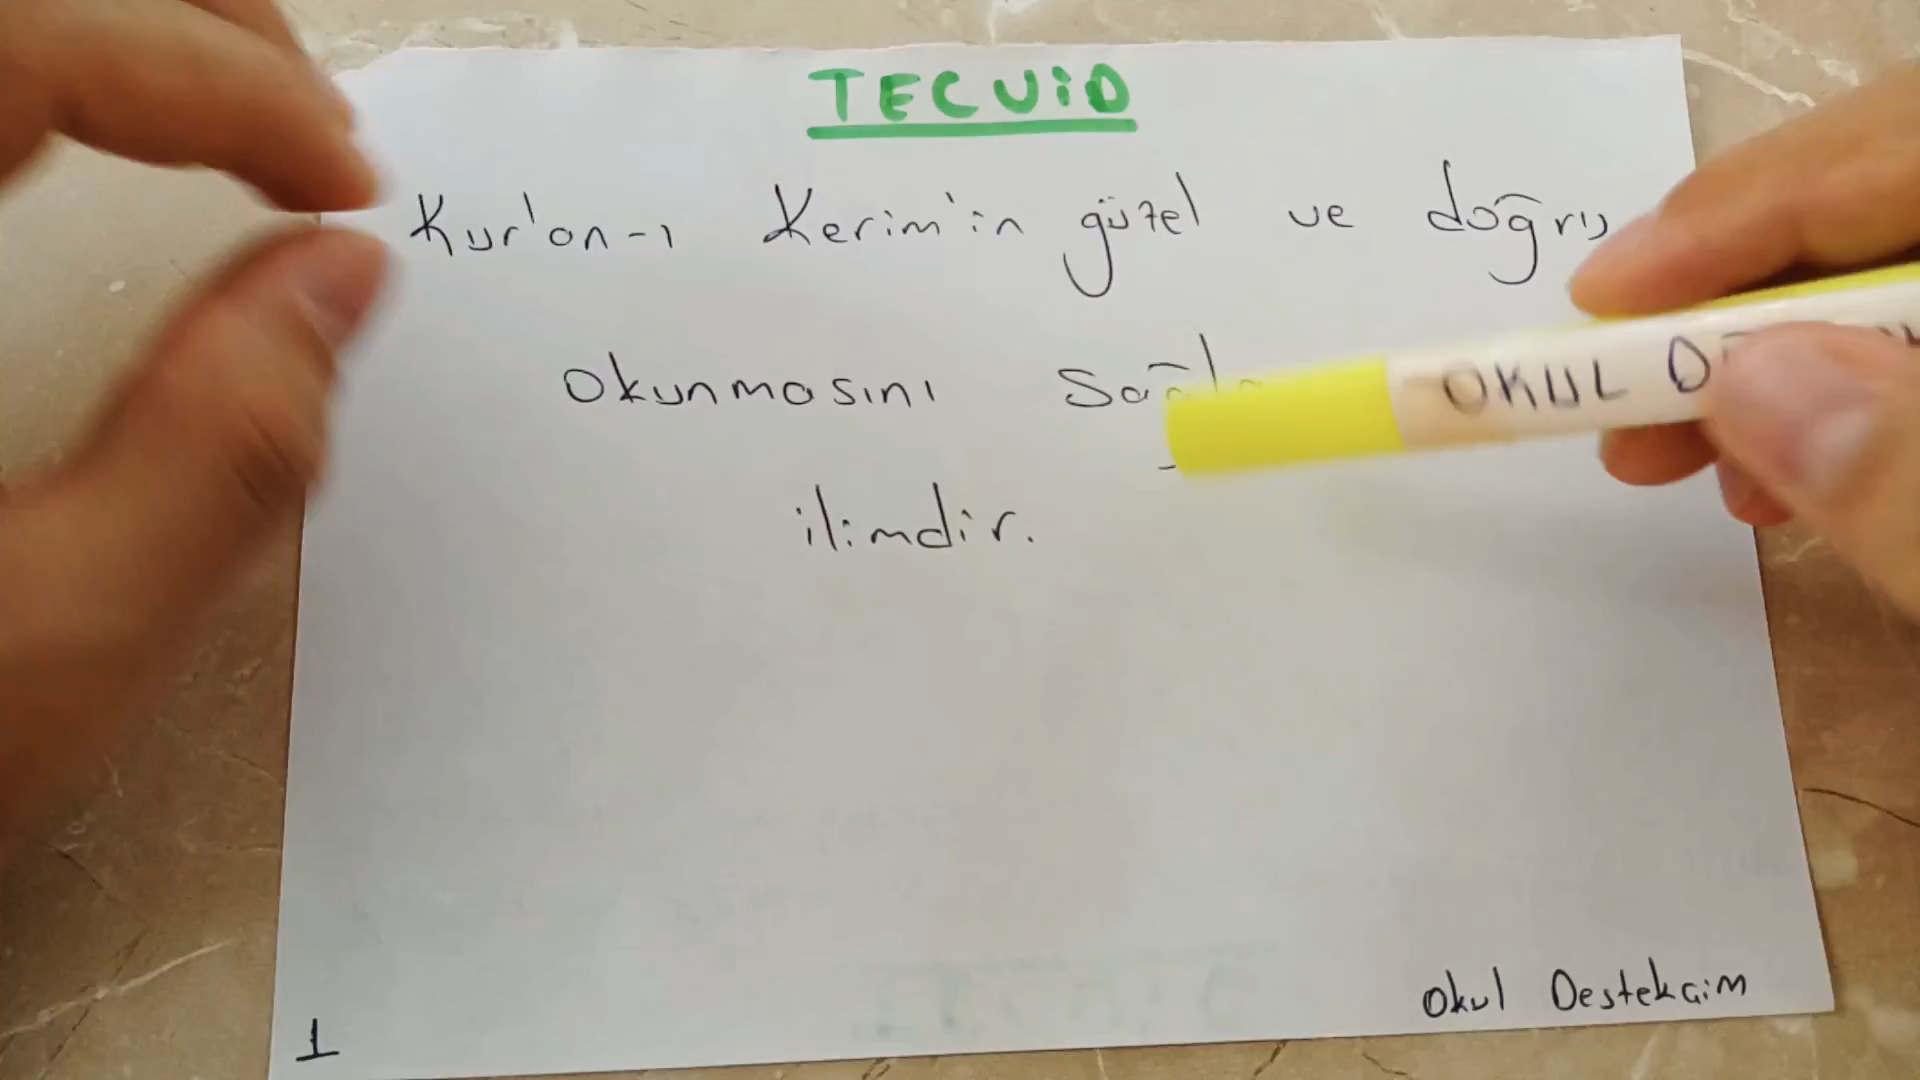 TECVİD
Kur'an-ı Kerim'in güzel ve doğru
Okunmasını
ilimdir.
OKUL
Okul Destekçim
1